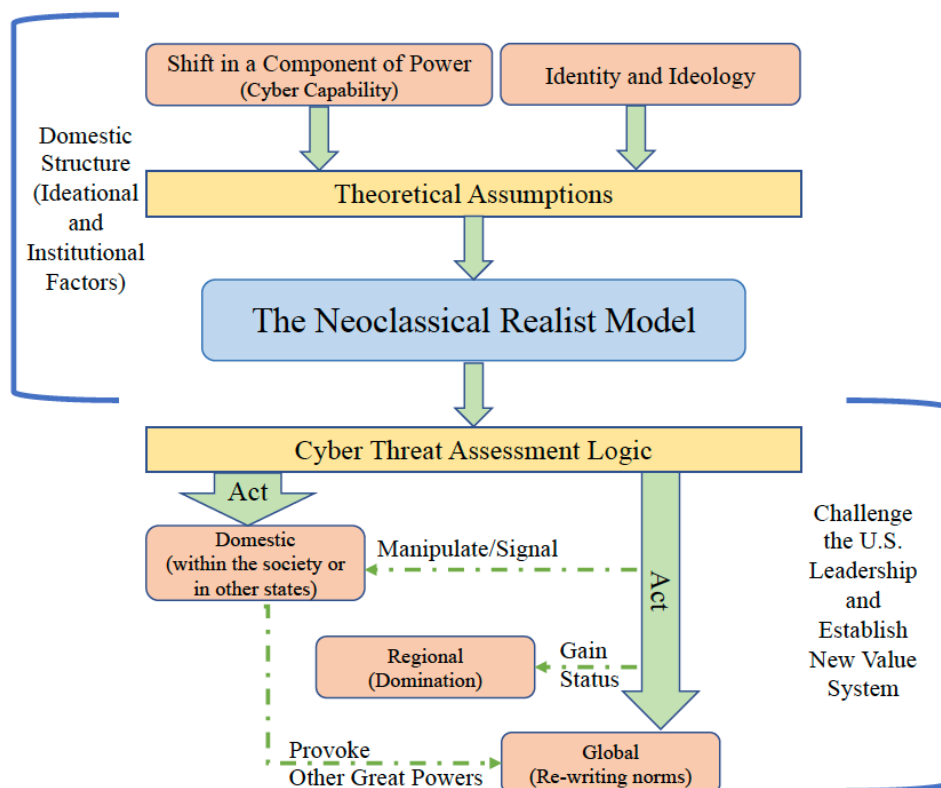 Shift in a Component of Power
(Cyber Capability)
Identity and Ideology
Domestic
Structure
(Ideational
and
Institutional
Factors)
Theoretical Assumptions
The Neoclassical Realist Model
Cyber Threat Assessment Logic
Act
Domestic
(within the society or
in other states)
Manipulate/Signal
Act
Regional
(Domination)
Gain
Status
Provoke
Other Great Powers
Global
(Re-writing norms)
Challenge
the U.S.
Leadership
and
Establish
New Value
System